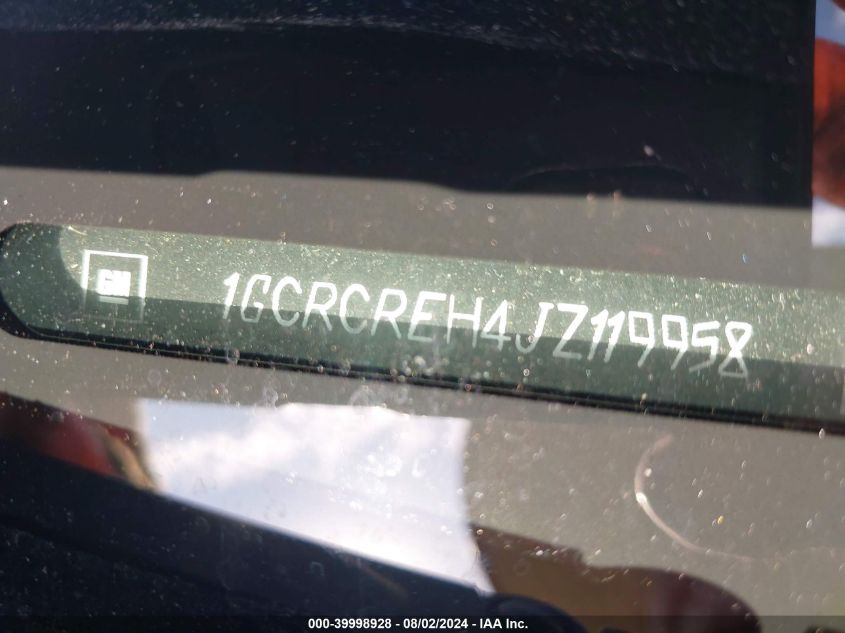 GM
1GCRCREH4JZ119958
000-39998928 - 08/02/2024 - IAA Inc.